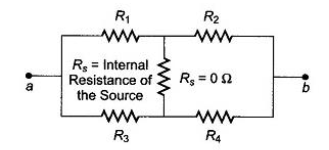 R₁ R₂
Rₛ = Internal
Resistance of
the Source
Rₛ = 0 Ω
a b
R₃ R₄